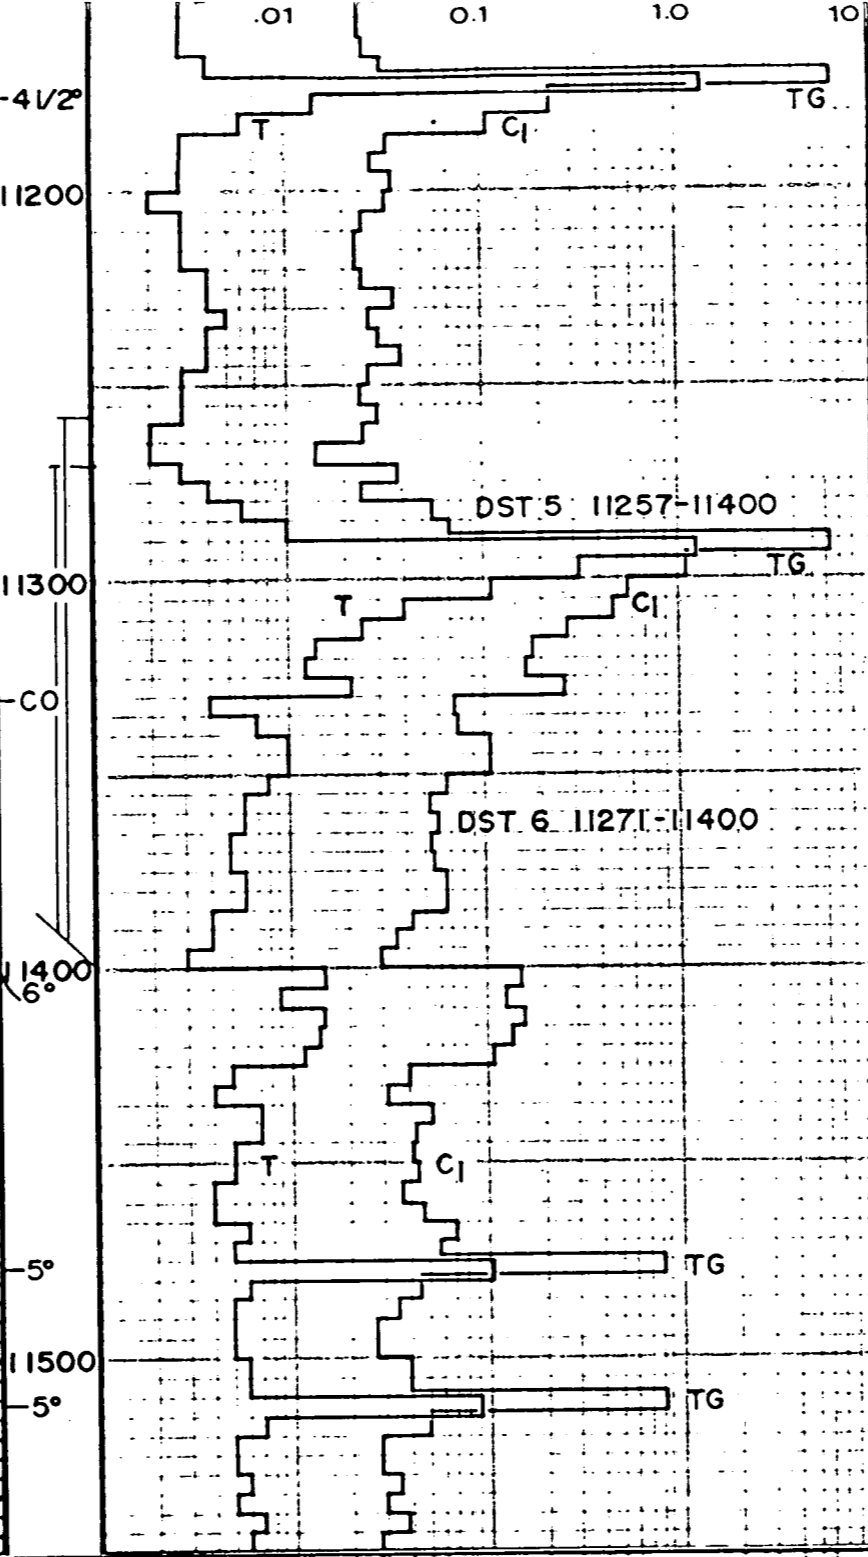 .01 0.1 1.0 10
-4 1/2°
TG
T C1
11200
DST 5 11257-11400
TG
11300
T C1
-CO
DST 6 11271-11400
11400
6°
T C1
-5° TG
11500
-5° TG